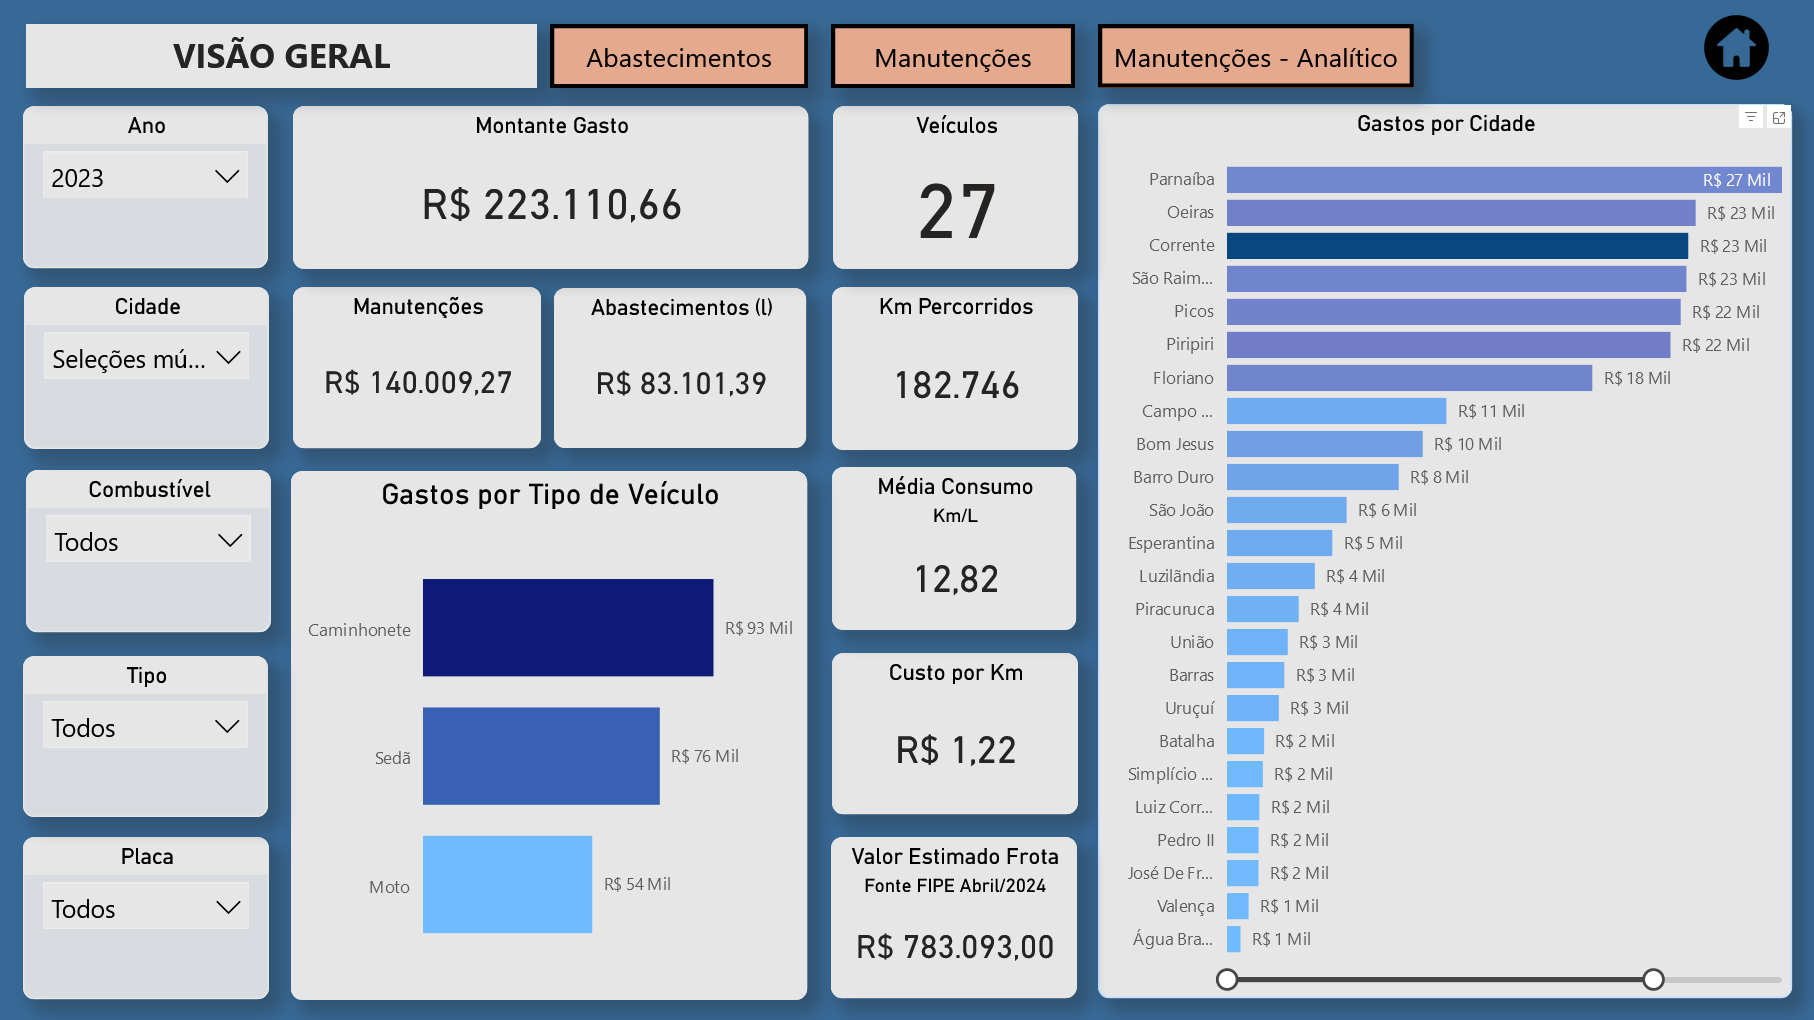 VISÃO GERAL
Abastecimentos
Manutenções
Manutenções - Analítico
Ano
2023
Cidade
Seleções mú...
Combustível
Todos
Tipo
Todos
Placa
Todos
Montante Gasto
R$ 223.110,66
Veículos
27
Manutenções
R$ 140.009,27
Abastecimentos (l)
R$ 83.101,39
Km Percorridos
182.746
Gastos por Tipo de Veículo
Caminhonete
R$ 93 Mil
Sedã
R$ 76 Mil
Moto
R$ 54 Mil
Média Consumo
Km/L
12,82
Custo por Km
R$ 1,22
Valor Estimado Frota
Fonte FIPE Abril/2024
R$ 783.093,00
Gastos por Cidade
Parnaíba R$ 27 Mil
Oeiras R$ 23 Mil
Corrente R$ 23 Mil
São Raim... R$ 23 Mil
Picos R$ 22 Mil
Piripiri R$ 22 Mil
Floriano R$ 18 Mil
Campo ... R$ 11 Mil
Bom Jesus R$ 10 Mil
Barro Duro R$ 8 Mil
São João R$ 6 Mil
Esperantina R$ 5 Mil
Luzilândia R$ 4 Mil
Piracuruca R$ 4 Mil
União R$ 3 Mil
Barras R$ 3 Mil
Uruçuí R$ 3 Mil
Batalha R$ 2 Mil
Simplício ... R$ 2 Mil
Luiz Corr... R$ 2 Mil
Pedro II R$ 2 Mil
José De Fr... R$ 2 Mil
Valença R$ 1 Mil
Água Bra... R$ 1 Mil